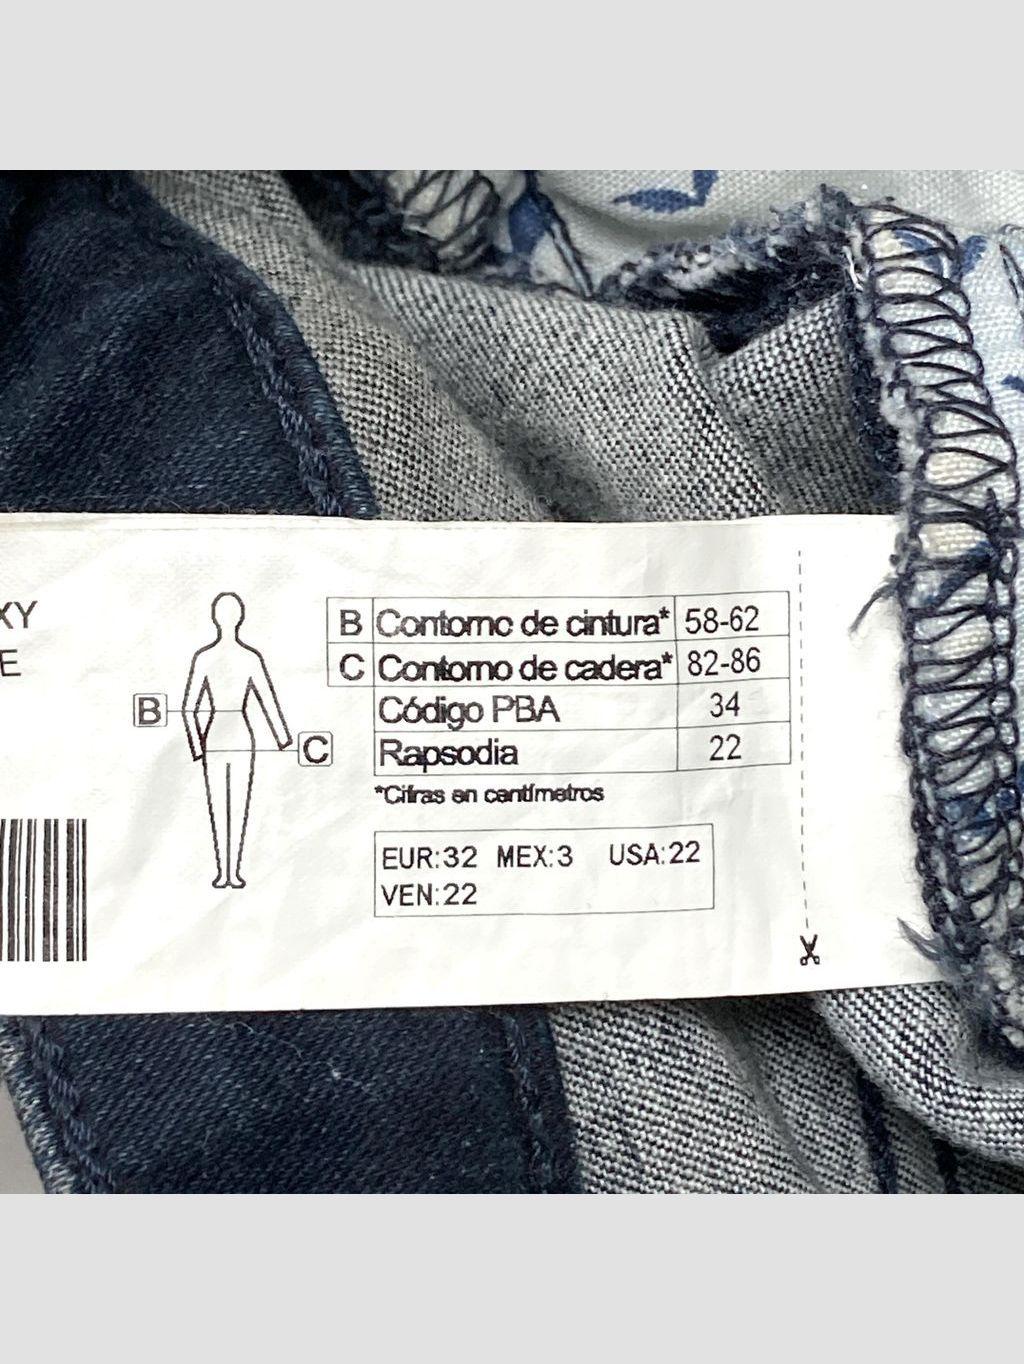 XY
E
B Contorno de cintura* 58-62
C Contorno de cadera* 82-86
Código PBA 34
Rapsodia 22
*Cifras en centímetros
B
C
EUR:32 MEX:3 USA:22
VEN:22